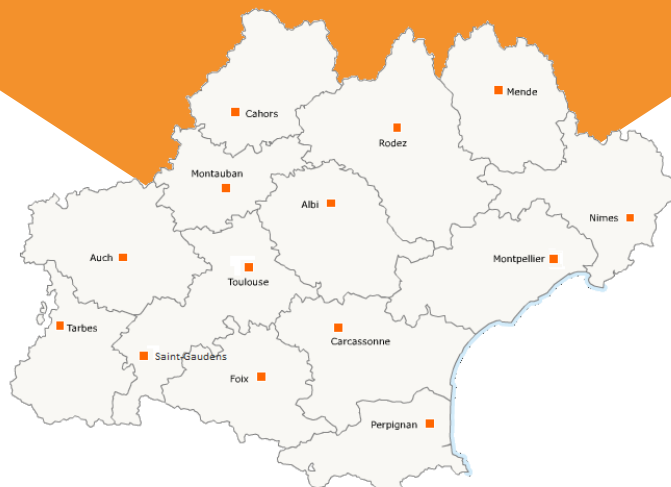 Mende
Cahors
Rodez
Montauban
Albi
Nimes
Auch
Montpellier
Toulouse
Tarbes
Carcassonne
Saint-Gaudens
Foix
Perpignan